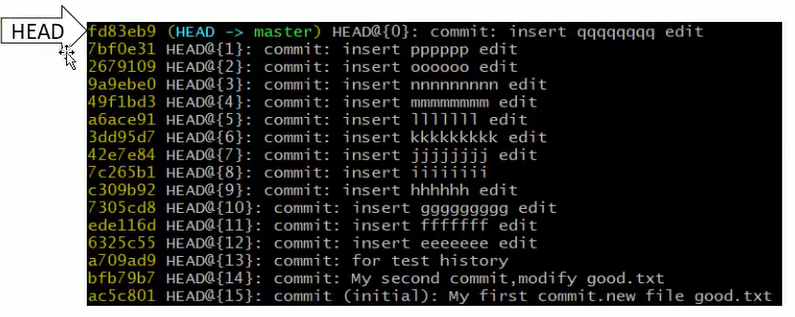 HEAD
fd83eb9 (HEAD -> master) HEAD@{0}: commit: insert qqqqqqqq edit
7bf0e31 HEAD@{1}: commit: insert pppppp edit
2679109 HEAD@{2}: commit: insert oooooo edit
9a9ebe0 HEAD@{3}: commit: insert nnnnnnnnn edit
49f1bd3 HEAD@{4}: commit: insert mmmmmmmmm edit
a6ace91 HEAD@{5}: commit: insert lllllll edit
3dd95d7 HEAD@{6}: commit: insert kkkkkkkkk edit
42e7e84 HEAD@{7}: commit: insert jjjjjjjj edit
7c265b1 HEAD@{8}: commit: insert iiiiiiii
c309b92 HEAD@{9}: commit: insert hhhhhh edit
7305cd8 HEAD@{10}: commit: insert ggggggggg edit
ede116d HEAD@{11}: commit: insert fffffff edit
6325c55 HEAD@{12}: commit: insert eeeeeee edit
a709ad9 HEAD@{13}: commit: for test history
bfb79b7 HEAD@{14}: commit: My second commit,modify good.txt
ac5c801 HEAD@{15}: commit (initial): My first commit.new file good.txt